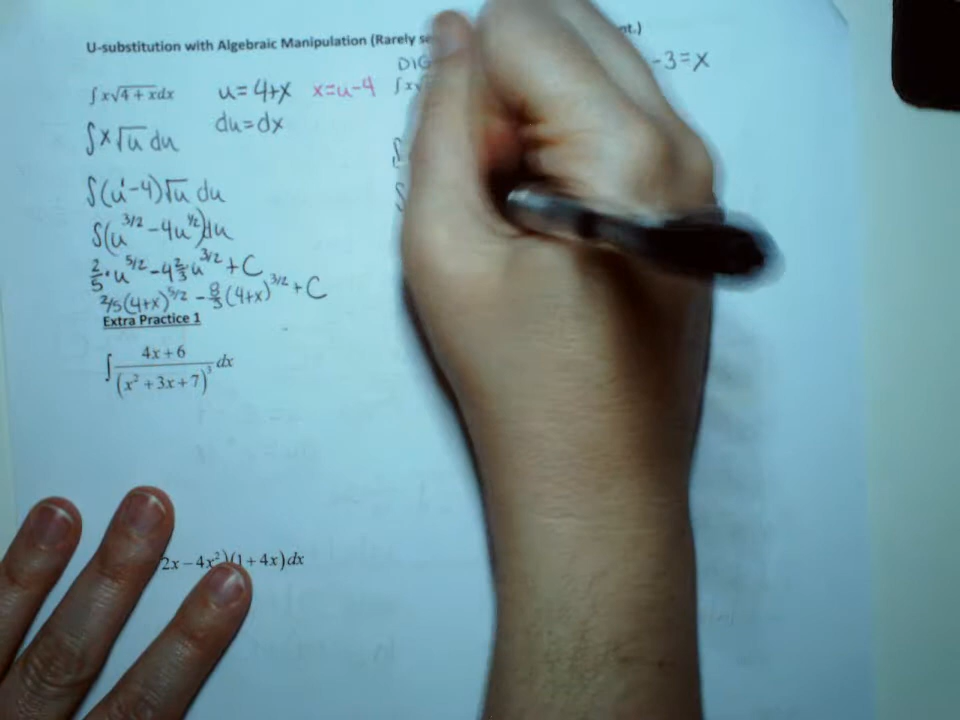 U-substitution with Algebraic Manipulation (Rarely
∫x√4+x dx u=4+x x=u-4
DIG -3=x
∫x√u du du=dx
∫(u¹-4)√u du
∫(u^3/2 -4u^1/2)du
2/5·u^5/2 -4·2/3u^3/2 +C
2/5(4+x)^5/2 - 8/3(4+x)^3/2 +C
Extra Practice 1
∫ 4x+6 / (x²+3x+7)³ dx
2x-4x²)(1+4x)dx